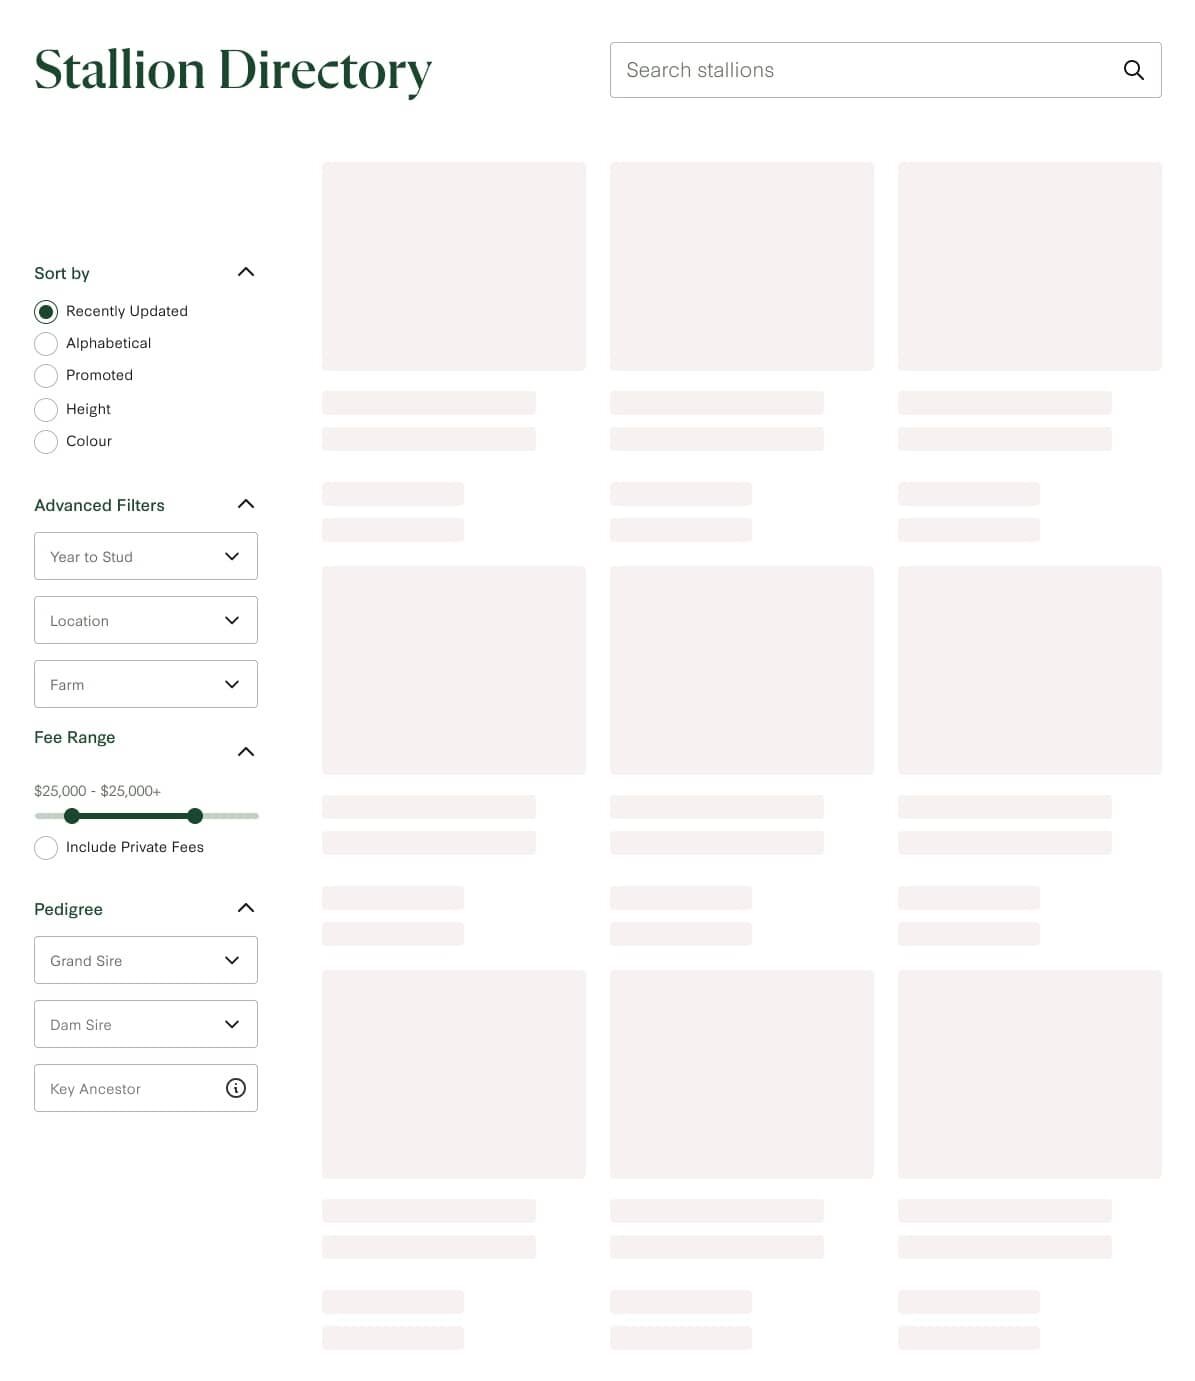 Stallion Directory
Search stallions
Sort by
Recently Updated
Alphabetical
Promoted
Height
Colour
Advanced Filters
Year to Stud
Location
Farm
Fee Range
$25,000 - $25,000+
Include Private Fees
Pedigree
Grand Sire
Dam Sire
Key Ancestor